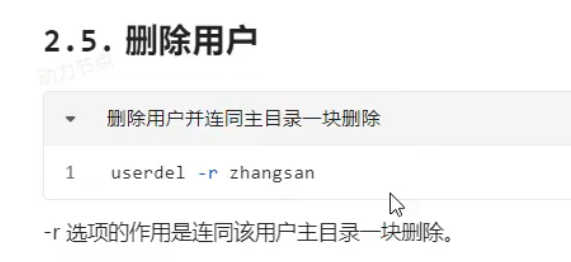 2.5. 删除用户
动力节点
删除用户并连同主目录一块删除
1 userdel -r zhangsan
-r 选项的作用是连同该用户主目录一块删除。